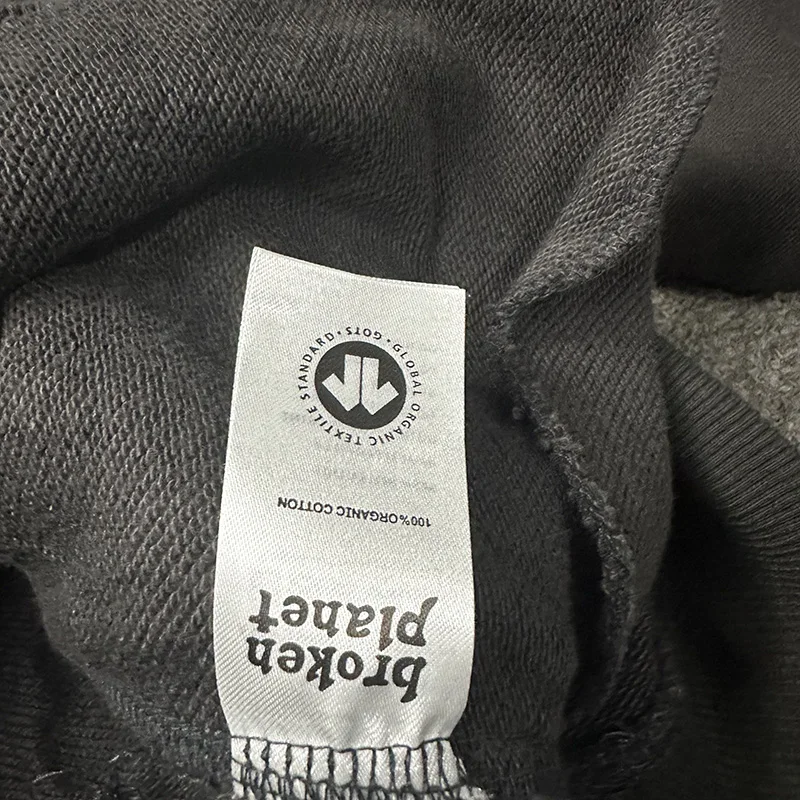 broken
planet
100% ORGANIC COTTON
GLOBAL ORGANIC TEXTILE STANDARD • GOTS •